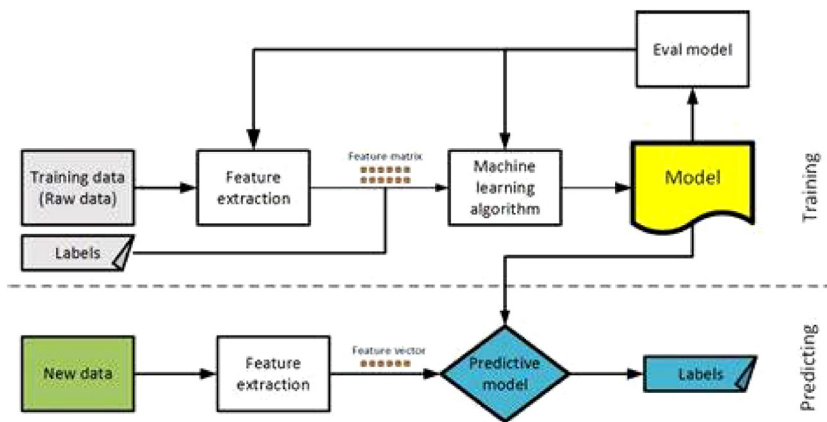 Eval model
Training data
(Raw data)
Feature
extraction
Feature matrix
Machine
learning
algorithm
Model
Training
Labels
New data
Feature
extraction
Feature vector
Predictive
model
Labels
Predicting